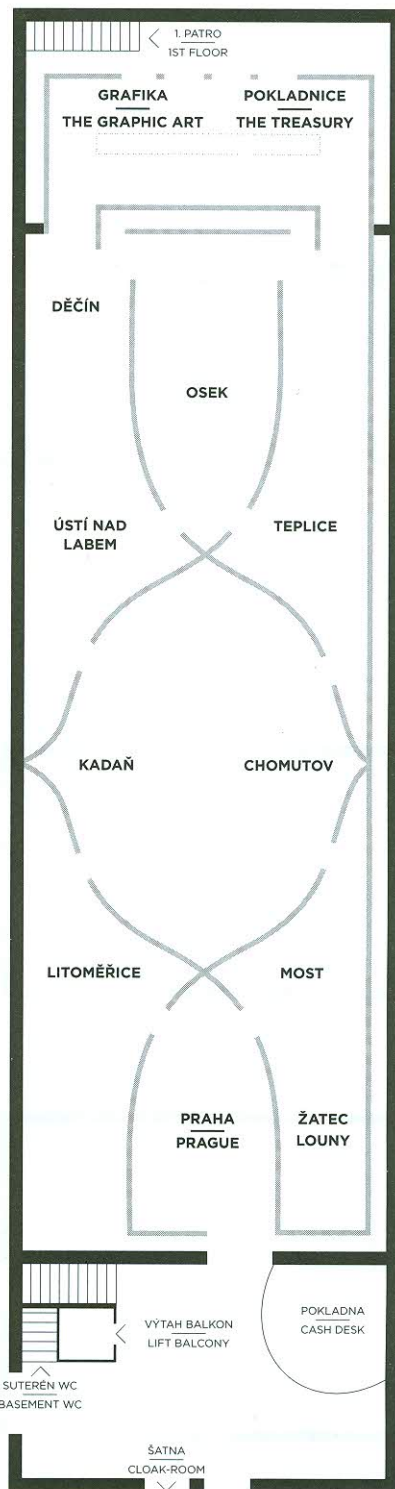 1. PATRO
1ST FLOOR
GRAFIKA
THE GRAPHIC ART
POKLADNICE
THE TREASURY
DĚČÍN
OSEK
ÚSTÍ NAD
LABEM
TEPLICE
KADAŇ
CHOMUTOV
LITOMĚŘICE
MOST
PRAHA
PRAGUE
ŽATEC
LOUNY
VÝTAH BALKON
LIFT BALCONY
POKLADNA
CASH DESK
SUTERÉN WC
BASEMENT WC
ŠATNA
CLOAK-ROOM